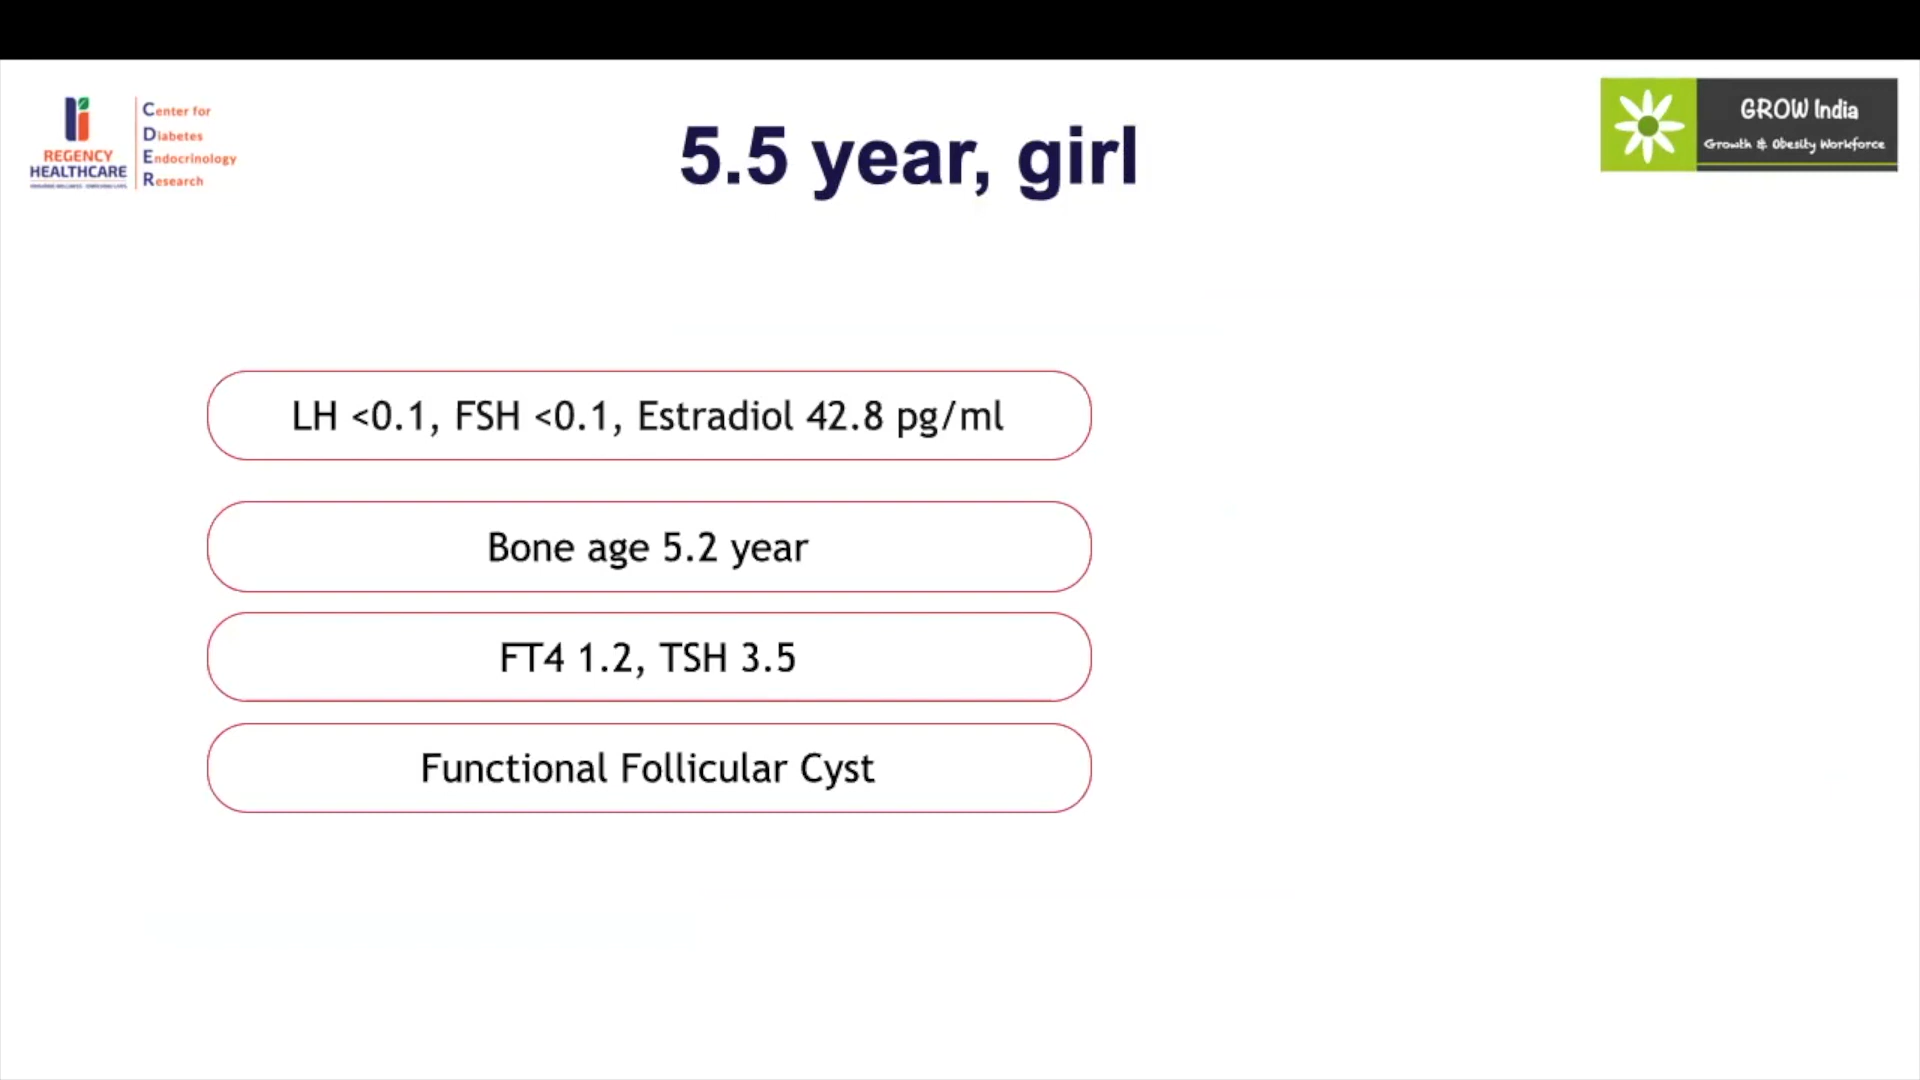 REGENCY
HEALTHCARE
Center for
Diabetes
Endocrinology
Research
5.5 year, girl
GROW India
Growth & Obesity Workforce
LH <0.1, FSH <0.1, Estradiol 42.8 pg/ml
Bone age 5.2 year
FT4 1.2, TSH 3.5
Functional Follicular Cyst